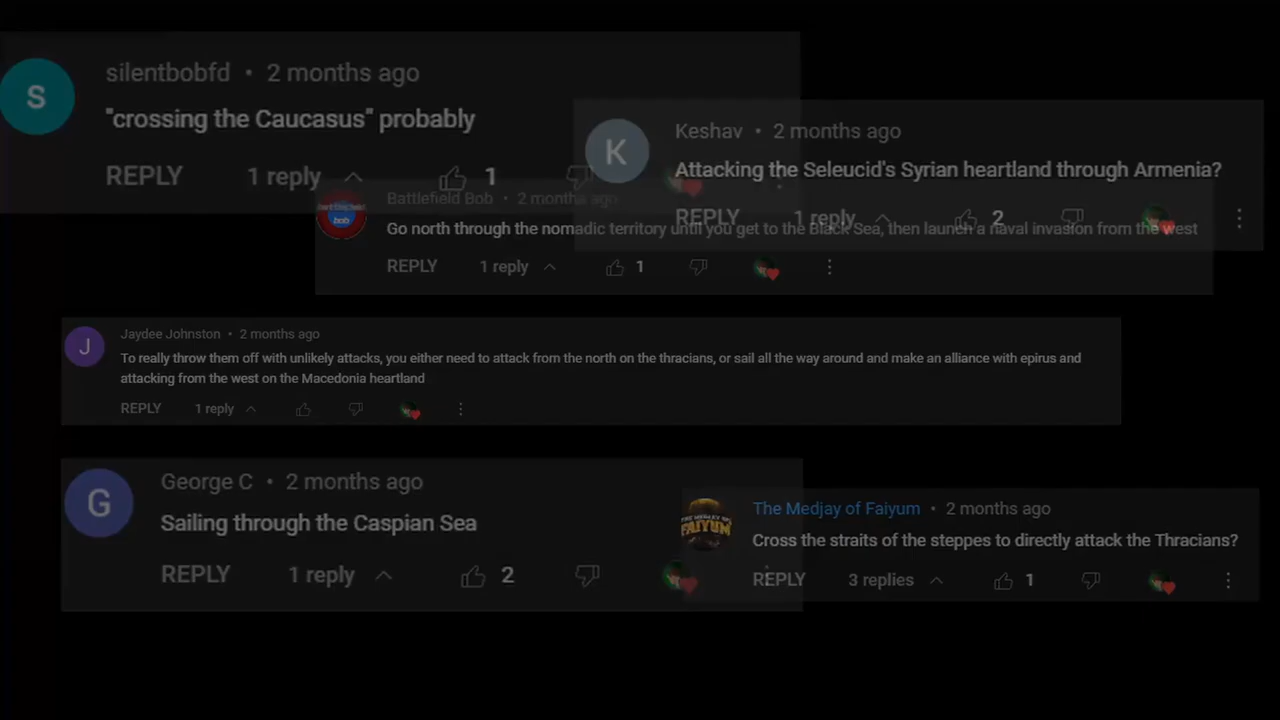 S
silentbobfd • 2 months ago
"crossing the Caucasus" probably
REPLY 1 reply 1
K
Keshav • 2 months ago
Attacking the Seleucid's Syrian heartland through Armenia?
REPLY 1 reply 2
bob
Battlefield Bob • 2 months ago
Go north through the nomadic territory until you get to the Black Sea, then launch a naval invasion from the west
REPLY 1 reply 1
J
Jaydee Johnston • 2 months ago
To really throw them off with unlikely attacks, you either need to attack from the north on the thracians, or sail all the way around and make an alliance with epirus and
attacking from the west on the Macedonia heartland
REPLY 1 reply
G
George C • 2 months ago
Sailing through the Caspian Sea
REPLY 1 reply 2
THE MEDJAY OF
FAIYUM
The Medjay of Faiyum • 2 months ago
Cross the straits of the steppes to directly attack the Thracians?
REPLY 3 replies 1